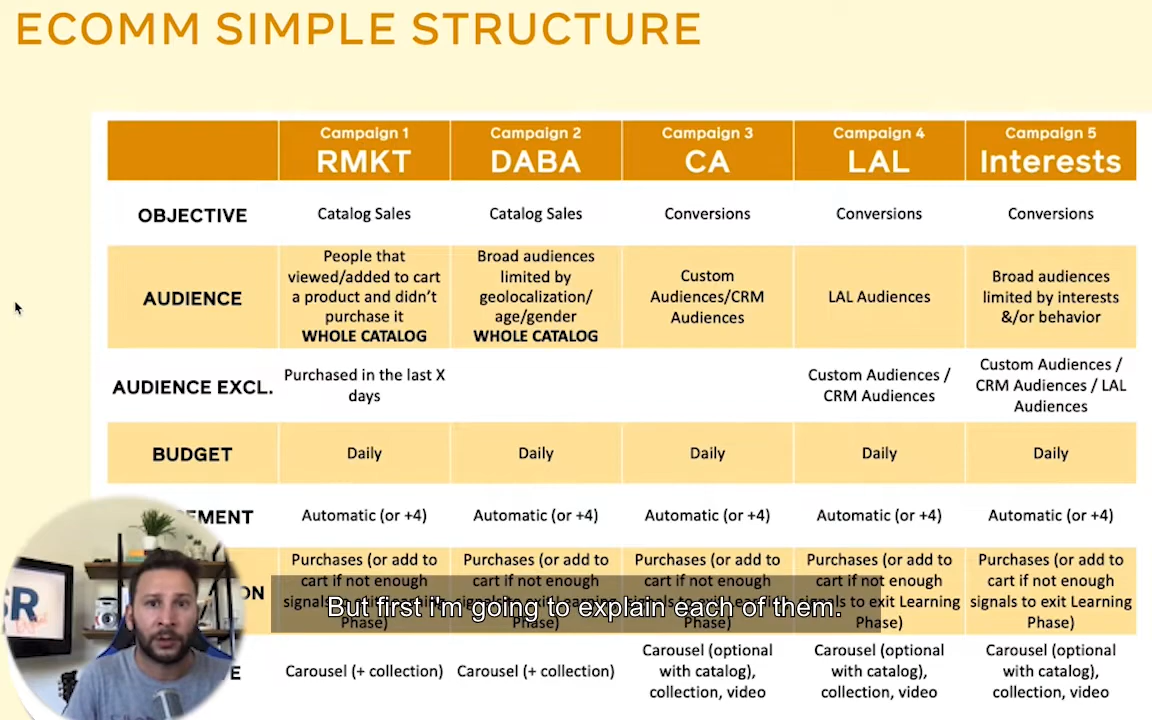 ECOMM SIMPLE STRUCTURE
Campaign 1
RMKT
Campaign 2
DABA
Campaign 3
CA
Campaign 4
LAL
Campaign 5
Interests
OBJECTIVE
Catalog Sales
Catalog Sales
Conversions
Conversions
Conversions
AUDIENCE
People that
viewed/added to cart
a product and didn't
purchase it
WHOLE CATALOG
Broad audiences
limited by
geolocalization/
age/gender
WHOLE CATALOG
Custom
Audiences/CRM
Audiences
LAL Audiences
Broad audiences
limited by interests
&/or behavior
AUDIENCE EXCL.
Purchased in the last X
days
Custom Audiences /
CRM Audiences
Custom Audiences /
CRM Audiences / LAL
Audiences
BUDGET
Daily
Daily
Daily
Daily
Daily
EMENT
Automatic (or +4)
Automatic (or +4)
Automatic (or +4)
Automatic (or +4)
Automatic (or +4)
ON
Purchases (or add to
cart if not enough
Phase)
Purchases (or add to
cart if not enough
Phase)
Purchases (or add to
cart if not enough
Phase)
Purchases (or add to
cart if not enough
signals to exit Learning
Phase)
Purchases (or add to
cart if not enough
signals to exit Learning
Phase)
But first i'm going to explain each of them.
E
Carousel (+ collection)
Carousel (+ collection)
Carousel (optional
with catalog),
collection, video
Carousel (optional
with catalog),
collection, video
Carousel (optional
with catalog),
collection, video
SR